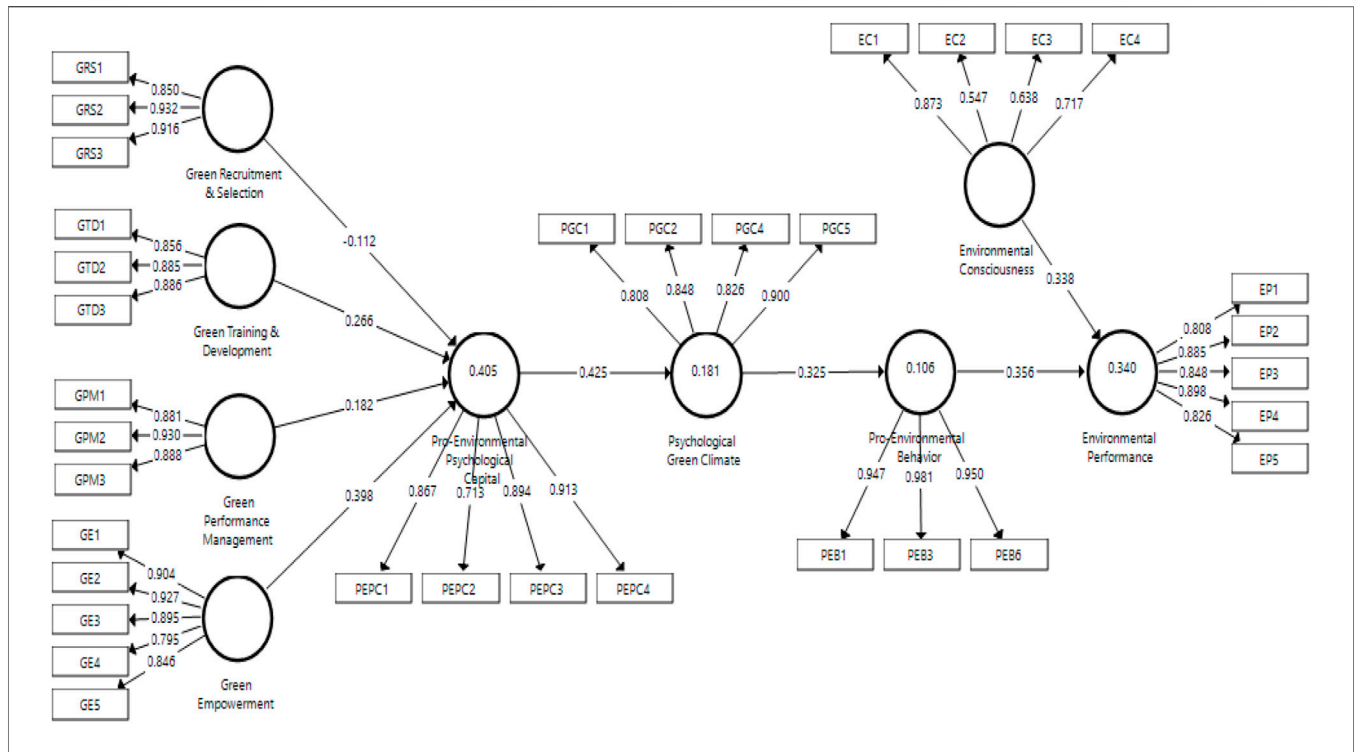 GRS1
0.850
GRS2
0.932
GRS3
0.916
Green Recruitment
& Selection
-0.112
GTD1
0.856
GTD2
0.885
GTD3
0.886
Green Training &
Development
0.266
GPM1
0.881
GPM2
0.930
GPM3
0.888
Green
Performance
Management
0.182
GE1
0.904
GE2
0.927
GE3
0.895
GE4
0.795
GE5
0.846
Green
Empowerment
0.398
0.405
Pro-Environmental
Psychological
Capital
0.867
0.713
0.894
0.913
PEPC1
PEPC2
PEPC3
PEPC4
0.425
PGC1
PGC2
PGC4
PGC5
0.808
0.848
0.826
0.900
0.181
Psychological
Green Climate
0.325
0.106
Pro-Environmental
Behavior
0.947
0.981
0.950
PEB1
PEB3
PEB6
0.356
EC1
EC2
EC3
EC4
0.873
0.547
0.638
0.717
Environmental
Consciousness
0.338
0.340
Environmental
Performance
EP1
0.808
EP2
0.885
EP3
0.848
EP4
0.898
EP5
0.826